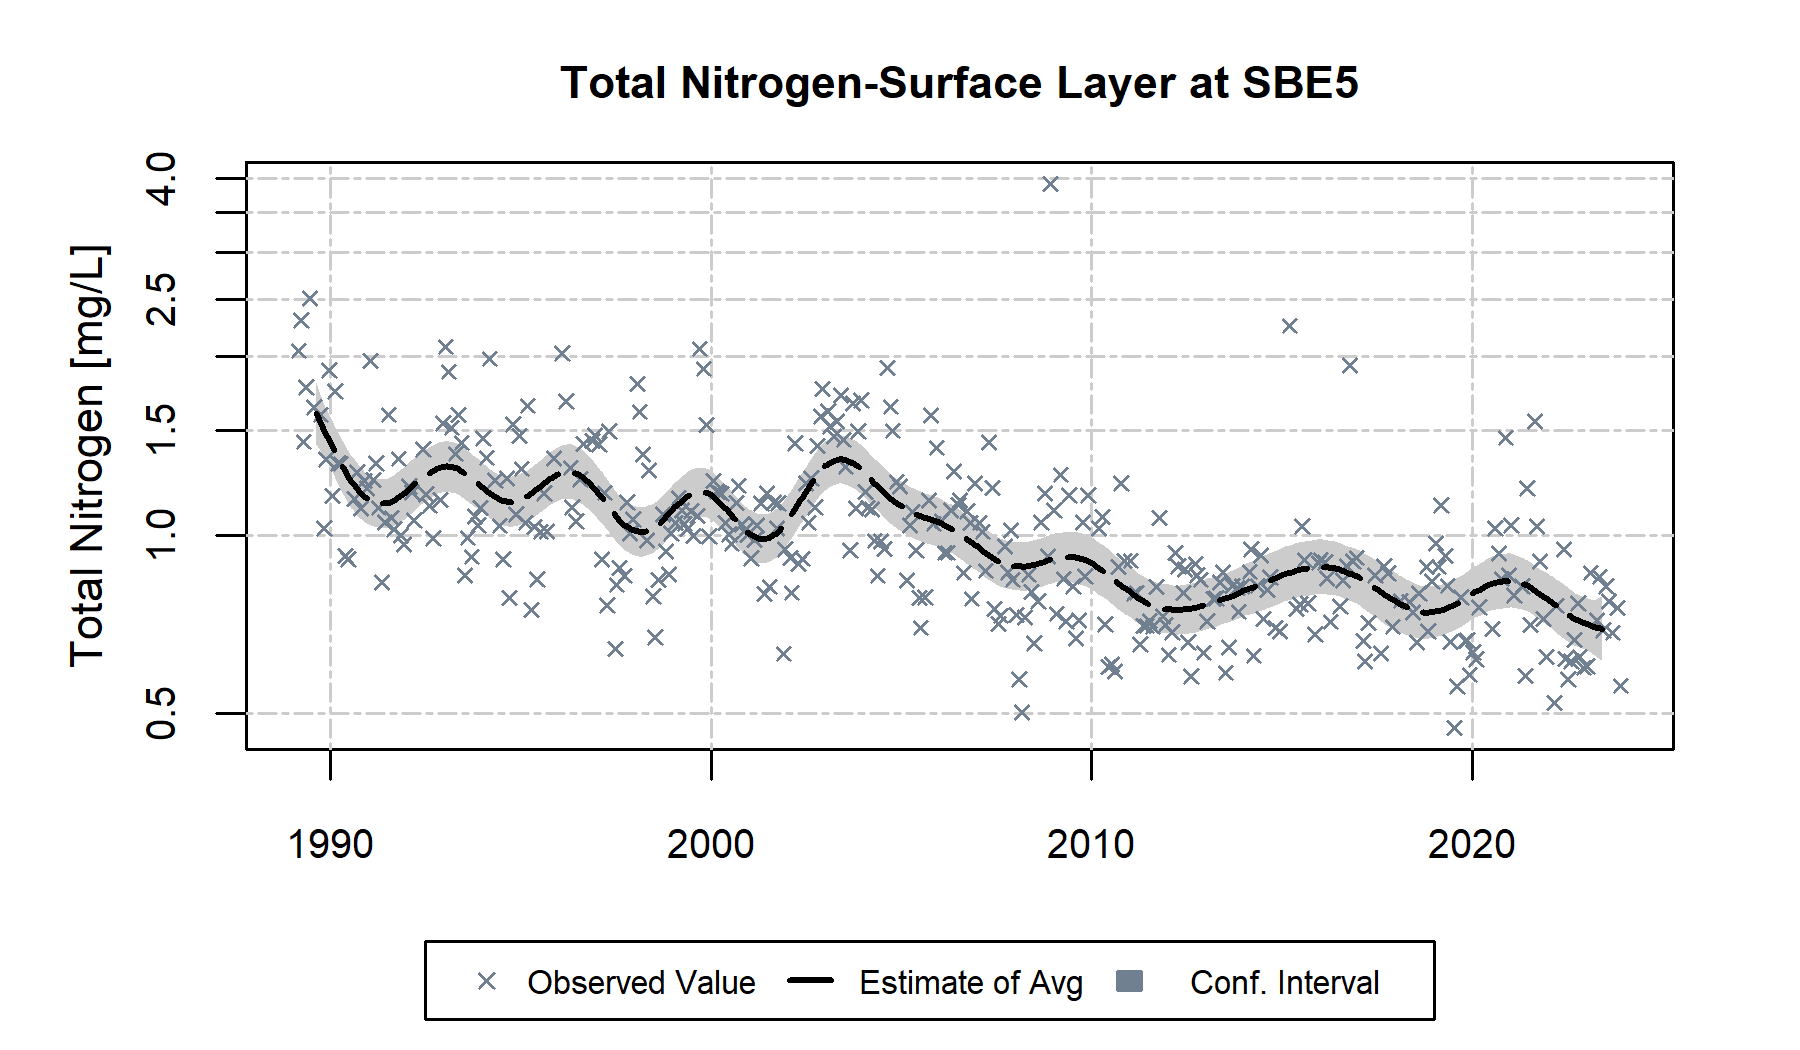 Total Nitrogen-Surface Layer at SBE5
Total Nitrogen [mg/L]
4.0
2.5
1.5
1.0
0.5
1990 2000 2010 2020
Observed Value Estimate of Avg Conf. Interval